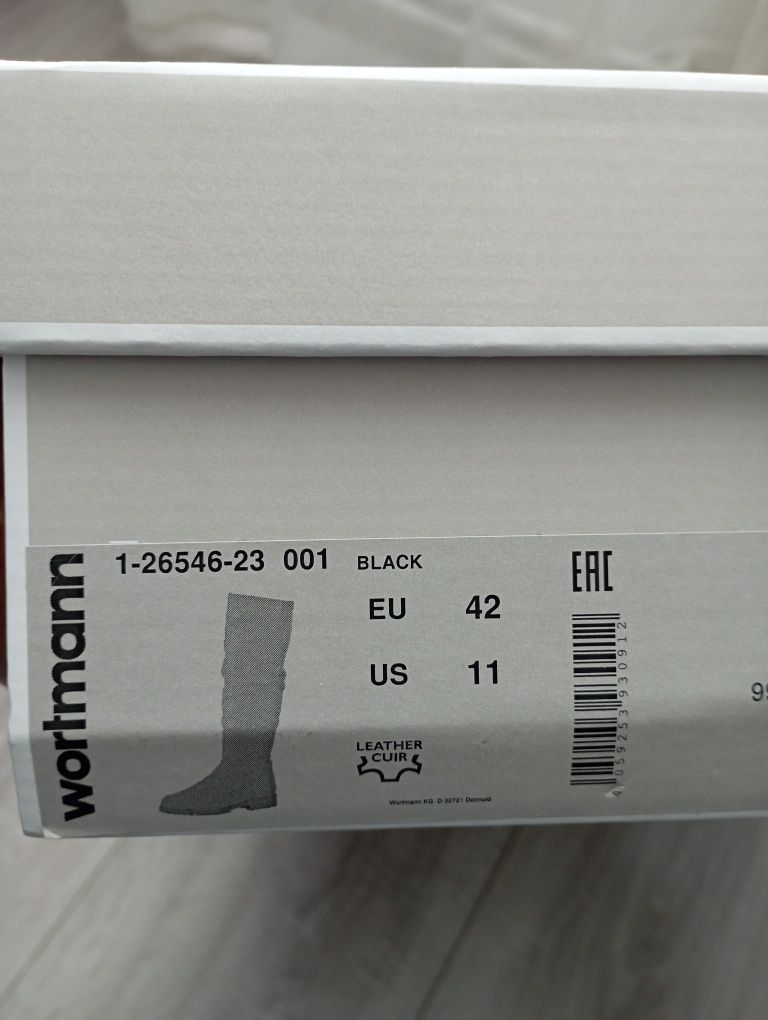 wortmann
1-26546-23 001 BLACK
EU 42
US 11
LEATHER
CUIR
Wortmann KG. D 32721 Detmold
EAC
4 059253 930912